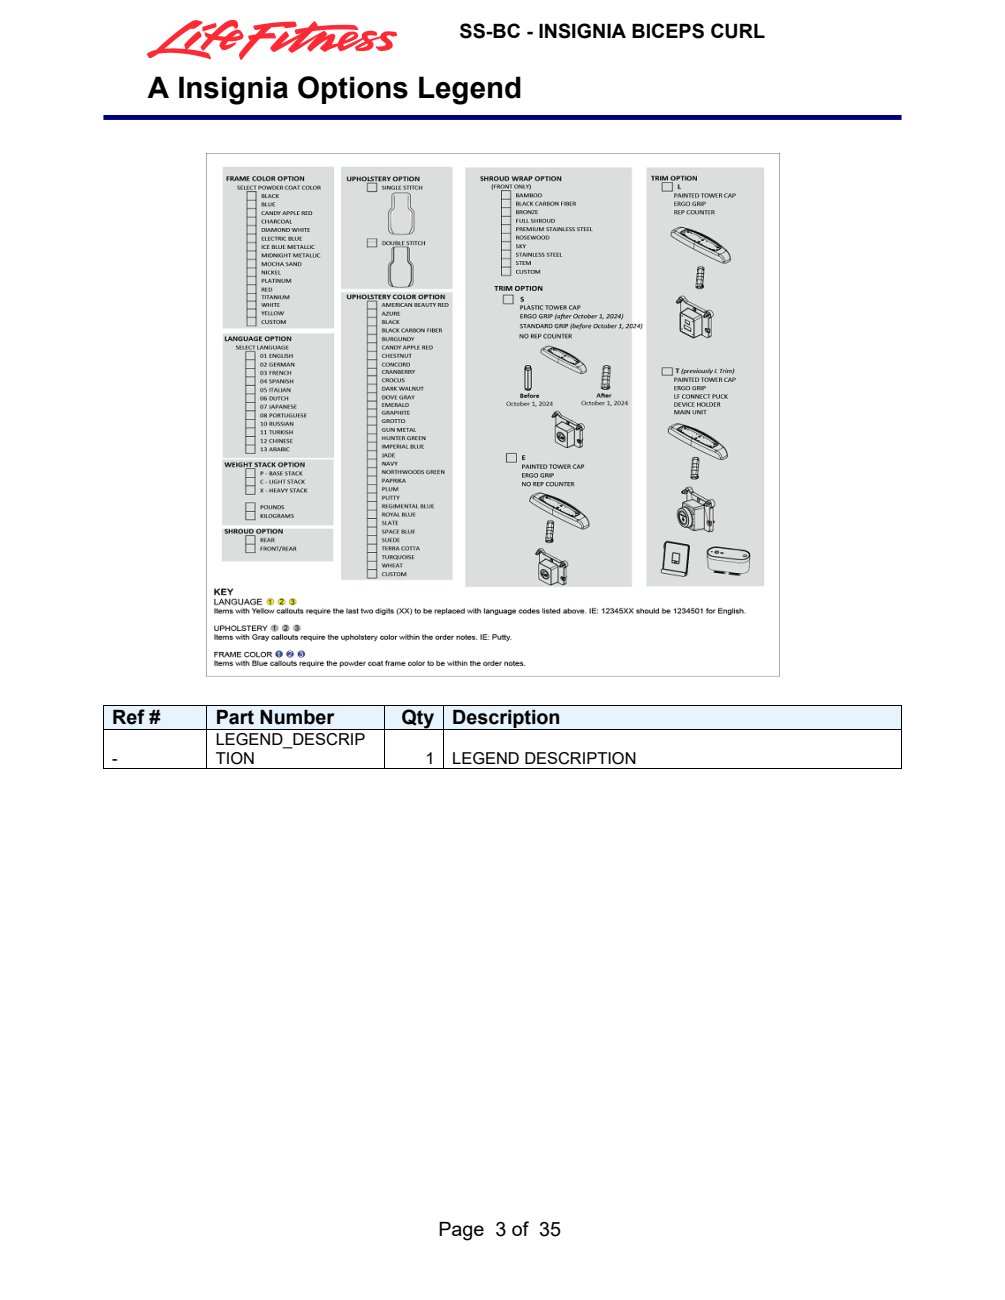 Life Fitness
SS-BC - INSIGNIA BICEPS CURL
A Insignia Options Legend
FRAME COLOR OPTION
SELECT POWDER COAT COLOR
BLACK
BLUE
CANDY APPLE RED
CHARCOAL
DIAMOND WHITE
ELECTRIC BLUE
ICE BLUE METALLIC
MIDNIGHT METALLIC
MOCHA SAND
NICKEL
PLATINUM
RED
TITANIUM
WHITE
YELLOW
CUSTOM
LANGUAGE OPTION
SELECT LANGUAGE
01 ENGLISH
02 GERMAN
03 FRENCH
04 SPANISH
05 ITALIAN
06 DUTCH
07 JAPANESE
08 PORTUGUESE
10 RUSSIAN
11 TURKISH
12 CHINESE
13 ARABIC
WEIGHT STACK OPTION
P - BASE STACK
C - LIGHT STACK
X - HEAVY STACK
POUNDS
KILOGRAMS
SHROUD OPTION
REAR
FRONT/REAR
UPHOLSTERY OPTION
SINGLE STITCH
DOUBLE STITCH
UPHOLSTERY COLOR OPTION
AMERICAN BEAUTY RED
AZURE
BLACK
BLACK CARBON FIBER
BURGUNDY
CANDY APPLE RED
CHESTNUT
CONCORD
CRANBERRY
CROCUS
DARK WALNUT
DOVE GRAY
EMERALD
GRAPHITE
GROTTO
GUN METAL
HUNTER GREEN
IMPERIAL BLUE
JADE
NAVY
NORTHWOODS GREEN
PAPRIKA
PLUM
PUTTY
REGIMENTAL BLUE
ROYAL BLUE
SLATE
SPACE BLUE
SUEDE
TERRA COTTA
TURQUOISE
WHEAT
CUSTOM
SHROUD WRAP OPTION
(FRONT ONLY)
BAMBOO
BLACK CARBON FIBER
BRONZE
FULL SHROUD
PREMIUM STAINLESS STEEL
ROSEWOOD
SKY
STAINLESS STEEL
STEM
CUSTOM
TRIM OPTION
S
PLASTIC TOWER CAP
ERGO GRIP (after October 1, 2024)
STANDARD GRIP (before October 1, 2024)
NO REP COUNTER
Before
October 1, 2024
After
October 1, 2024
E
PAINTED TOWER CAP
ERGO GRIP
NO REP COUNTER
TRIM OPTION
L
PAINTED TOWER CAP
ERGO GRIP
REP COUNTER
T (previously L Trim)
PAINTED TOWER CAP
ERGO GRIP
LF CONNECT PUCK
DEVICE HOLDER
MAIN UNIT
KEY
LANGUAGE 1 2 3
Items with Yellow callouts require the last two digits (XX) to be replaced with language codes listed above. IE: 12345XX should be 1234501 for English.
UPHOLSTERY 1 2 3
Items with Gray callouts require the upholstery color within the order notes. IE: Putty.
FRAME COLOR 1 2 3
Items with Blue callouts require the powder coat frame color to be within the order notes.
Ref # Part Number Qty Description
- LEGEND_DESCRIP
TION 1 LEGEND DESCRIPTION
Page 3 of 35